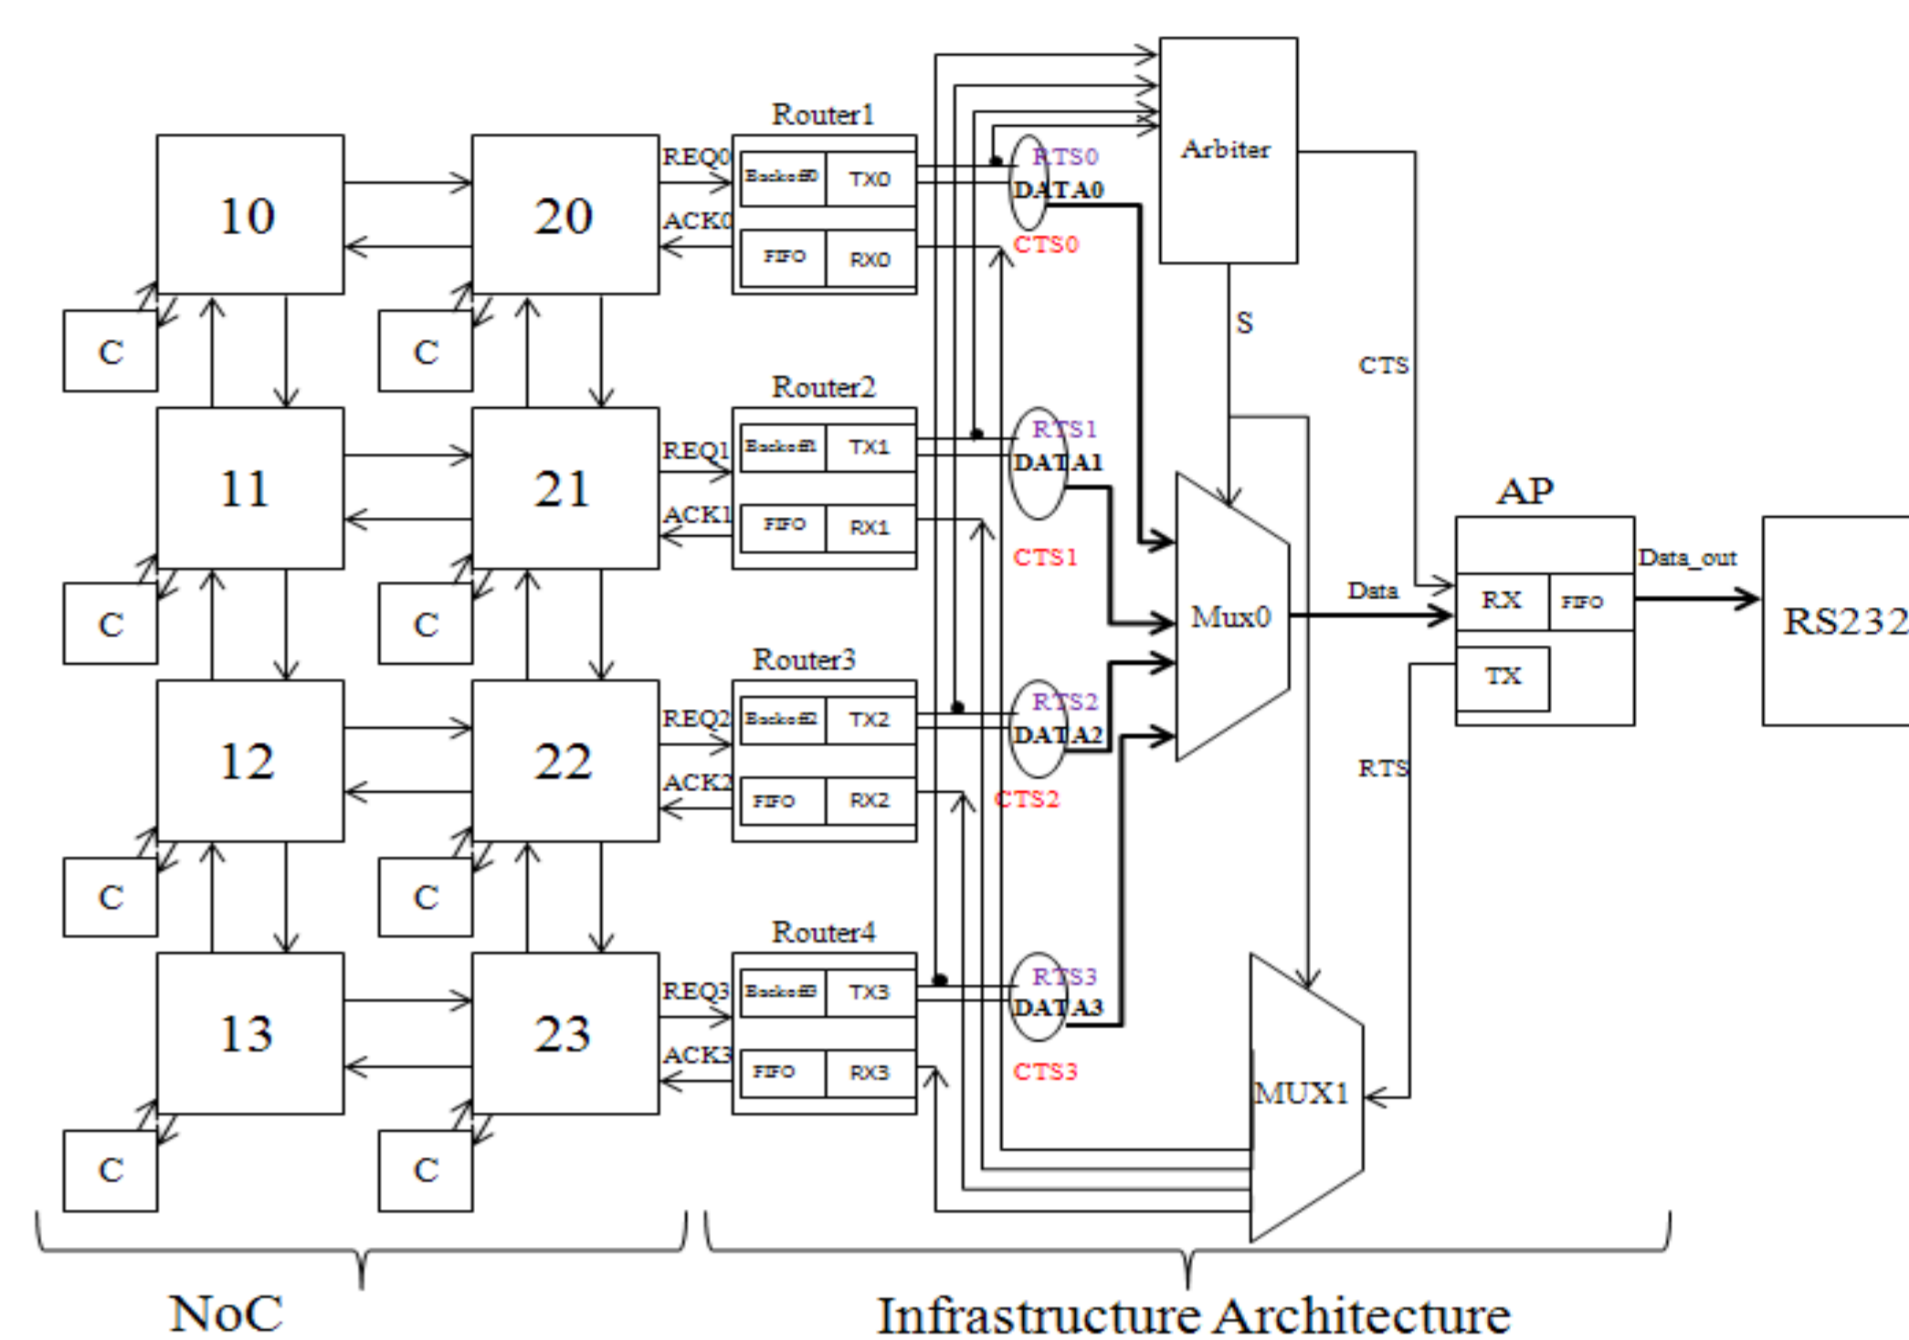 Router1
10
20
REQ0
ACK0
Backoff0
TX0
FIFO
RX0
RTS0
DATA0
CTS0
Arbiter
C
C
S
CTS
Router2
11
21
REQ1
ACK1
Backoff1
TX1
FIFO
RX1
RTS1
DATA1
CTS1
Mux0
Data
AP
RX
FIFO
TX
Data_out
RS232
C
C
Router3
12
22
REQ2
ACK2
Backoff2
TX2
FIFO
RX2
RTS2
DATA2
CTS2
RTS
C
C
Router4
13
23
REQ3
ACK3
Backoff3
TX3
FIFO
RX3
RTS3
DATA3
CTS3
MUX1
C
C
NoC
Infrastructure Architecture